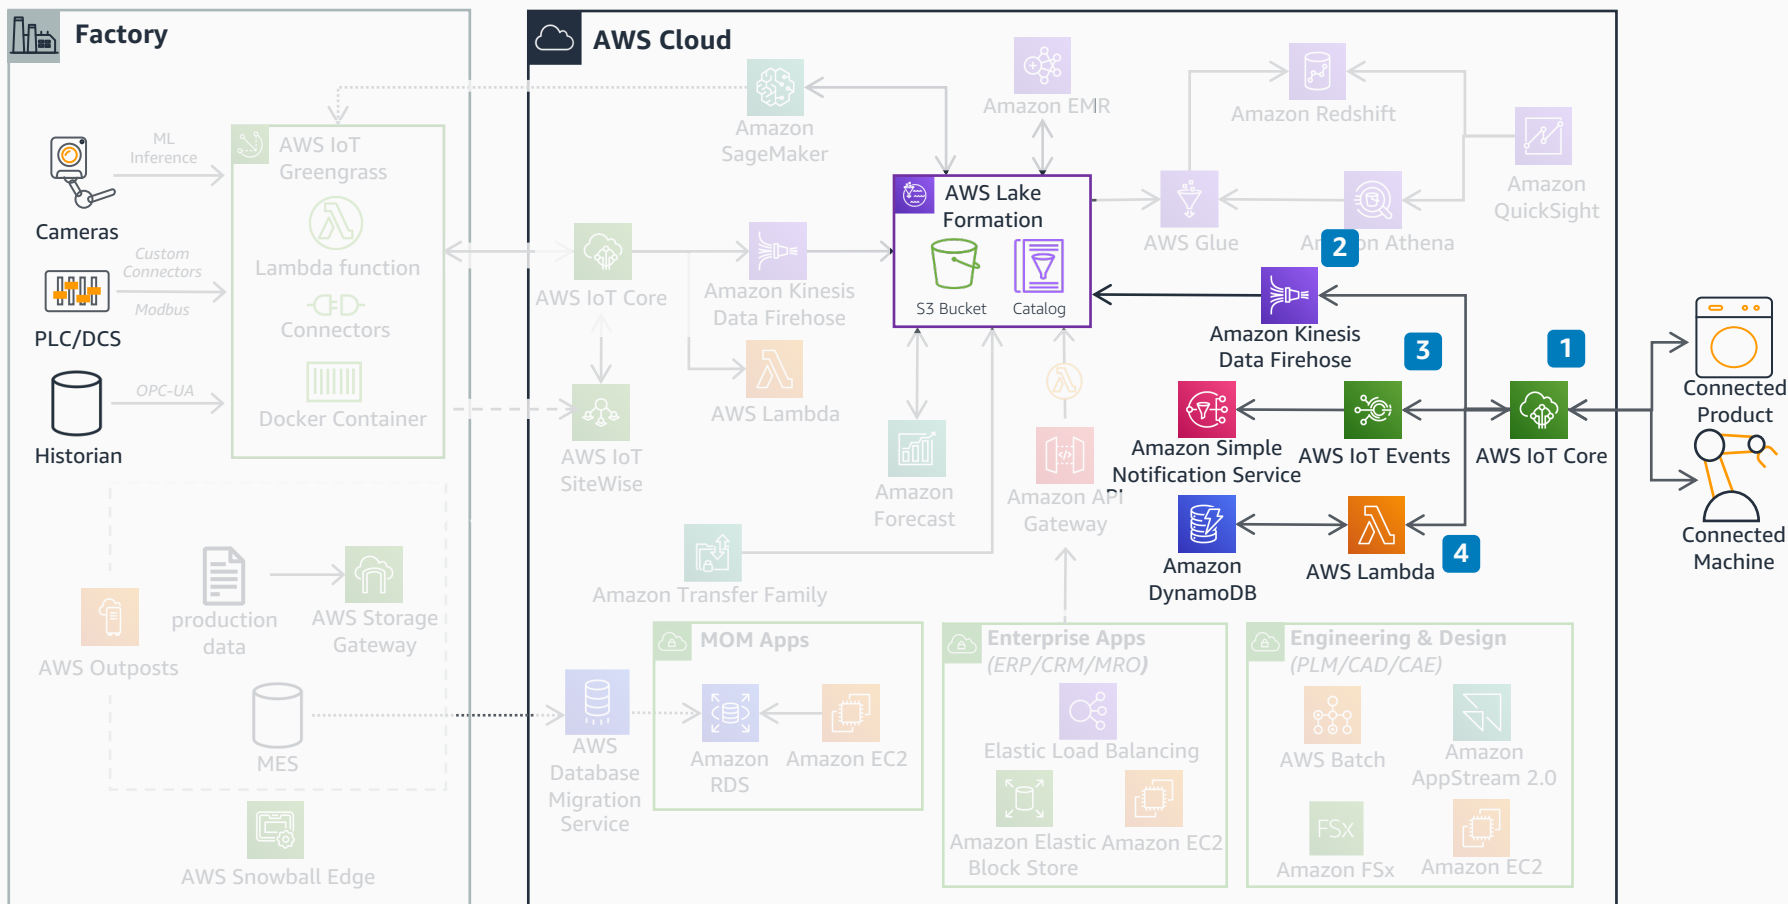 Factory
AWS Cloud
Cameras
ML
Inference
PLC/DCS
Custom
Connectors
Modbus
Historian
OPC-UA
AWS IoT
Greengrass
Lambda function
Connectors
Docker Container
production
data
AWS Storage
Gateway
AWS Outposts
MES
AWS Snowball Edge
Amazon
SageMaker
Amazon EMR
Amazon Redshift
Amazon
QuickSight
AWS Glue
Amazon Athena
AWS Lake
Formation
S3 Bucket
Catalog
AWS IoT Core
Amazon Kinesis
Data Firehose
AWS Lambda
AWS IoT
SiteWise
Amazon
Forecast
Amazon API
Gateway
Amazon Transfer Family
2
Amazon Kinesis
Data Firehose
3
1
Amazon Simple
Notification Service
AWS IoT Events
AWS IoT Core
Amazon
DynamoDB
AWS Lambda
4
Connected
Product
Connected
Machine
AWS
Database
Migration
Service
MOM Apps
Amazon
RDS
Amazon EC2
Enterprise Apps
(ERP/CRM/MRO)
Elastic Load Balancing
Amazon Elastic
Block Store
Amazon EC2
Engineering & Design
(PLM/CAD/CAE)
AWS Batch
Amazon
AppStream 2.0
FSx
Amazon FSx
Amazon EC2